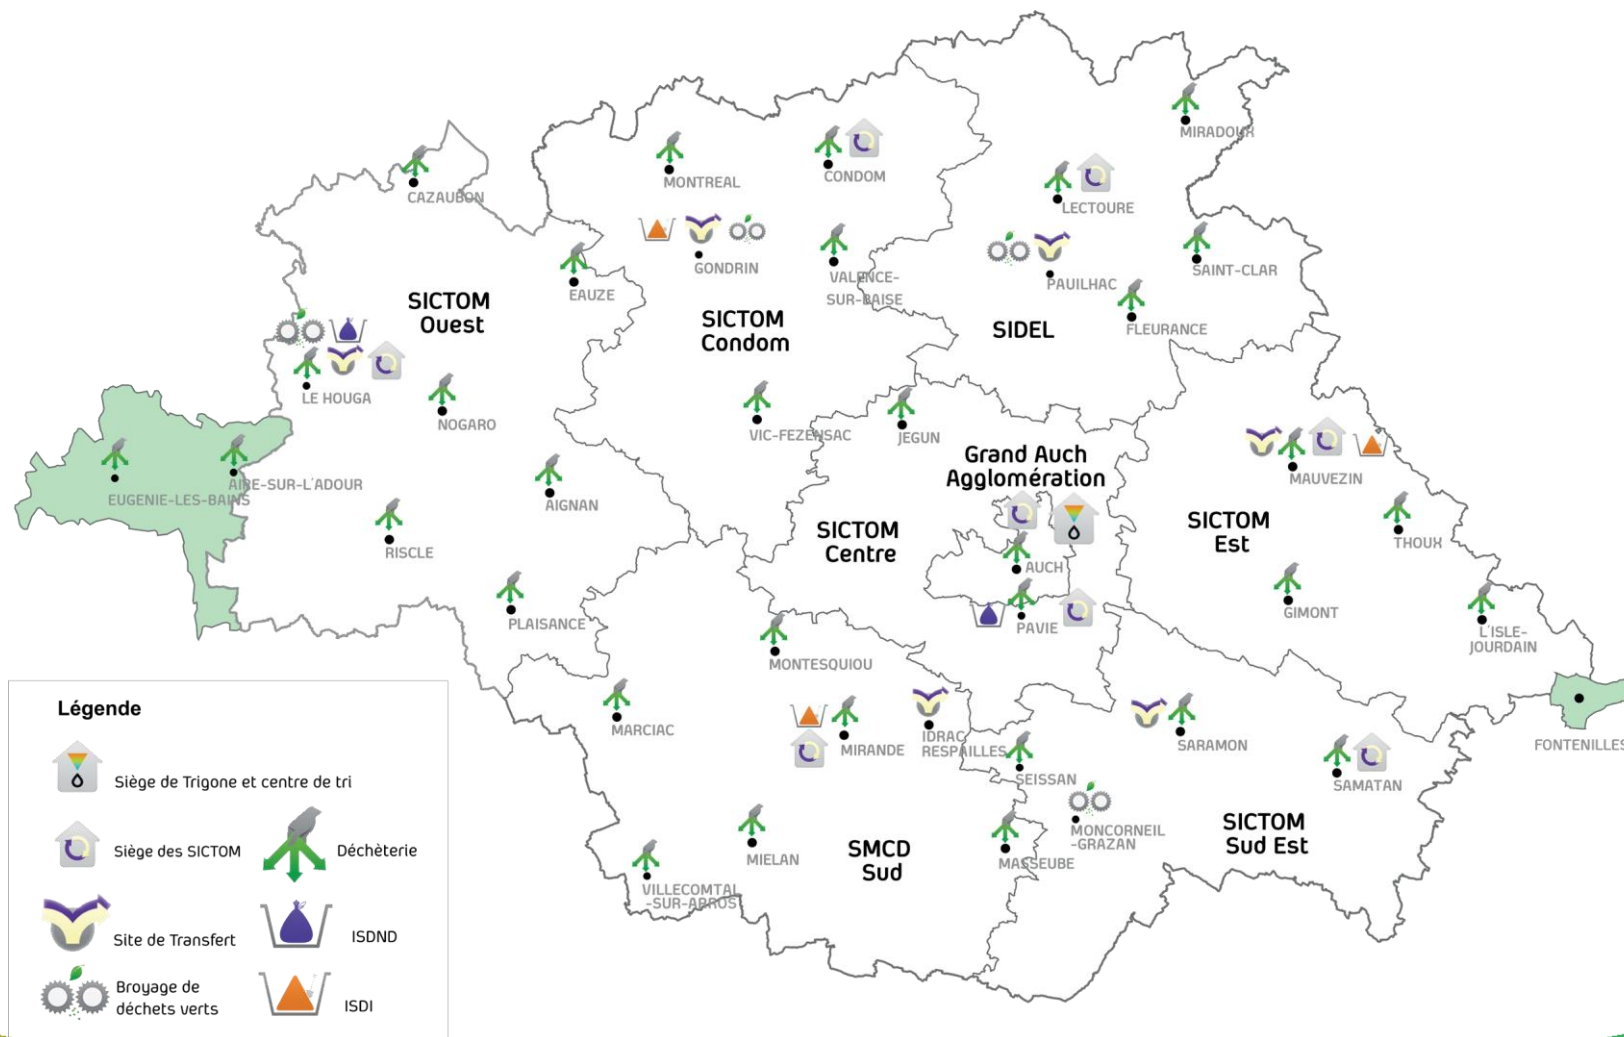 MIRADOUX
MONTREAL
CONDOM
CAZAUBON
LECTOURE
GONDRIN
VALENCE-
SUR-BAISE
PAUILHAC
SAINT-CLAR
EAUZE
SICTOM
Ouest
SICTOM
Condom
SIDEL
FLEURANCE
LE HOUGA
NOGARO
VIC-FEZENSAC
JEGUN
Grand Auch
Agglomération
MAUVEZIN
EUGENIE-LES-BAINS
AIRE-SUR-L'ADOUR
AIGNAN
RISCLE
SICTOM
Centre
SICTOM
Est
THOUX
AUCH
GIMONT
PLAISANCE
PAVIE
L'ISLE-
JOURDAIN
MONTESQUIOU
MARCIAC
MIRANDE
IDRAC
RESPAILLES
SARAMON
FONTENILLES
SEISSAN
SAMATAN
MONCORNEIL
-GRAZAN
SICTOM
Sud Est
MIELAN
SMCD
Sud
MASSEUBE
VILLECOMTAL
-SUR-ARROS
Légende
Siège de Trigone et centre de tri
Siège des SICTOM
Déchèterie
Site de Transfert
ISDND
Broyage de
déchets verts
ISDI